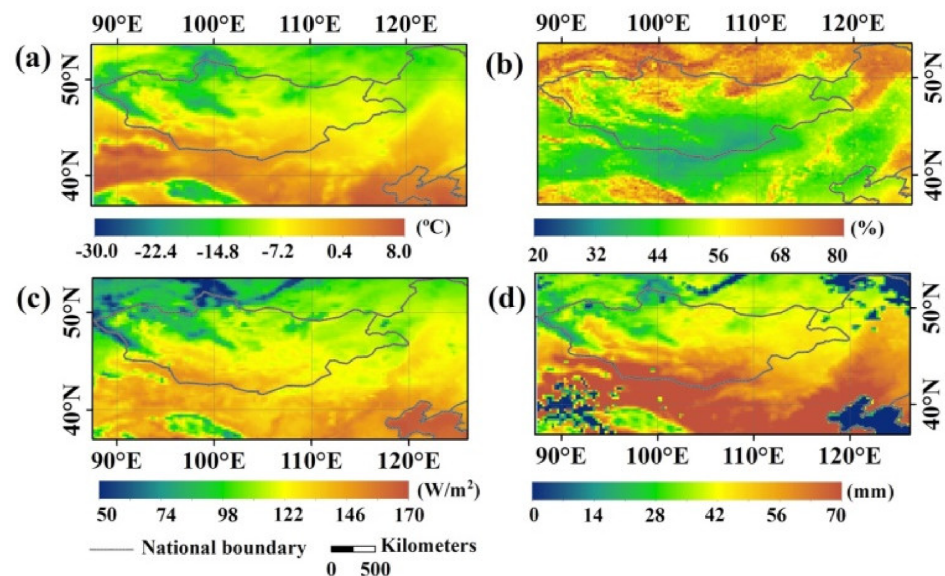 90°E 100°E 110°E 120°E 90°E 100°E 110°E 120°E
(a) (b)
50°N 50°N
40°N 40°N
(ºC) (%)
-30.0 -22.4 -14.8 -7.2 0.4 8.0 20 32 44 56 68 80
(c) (d)
50°N 50°N
40°N 40°N
90°E 100°E 110°E 120°E 90°E 100°E 110°E 120°E
(W/m²) (mm)
50 74 98 122 146 170 0 14 28 42 56 70
National boundary Kilometers
0 500